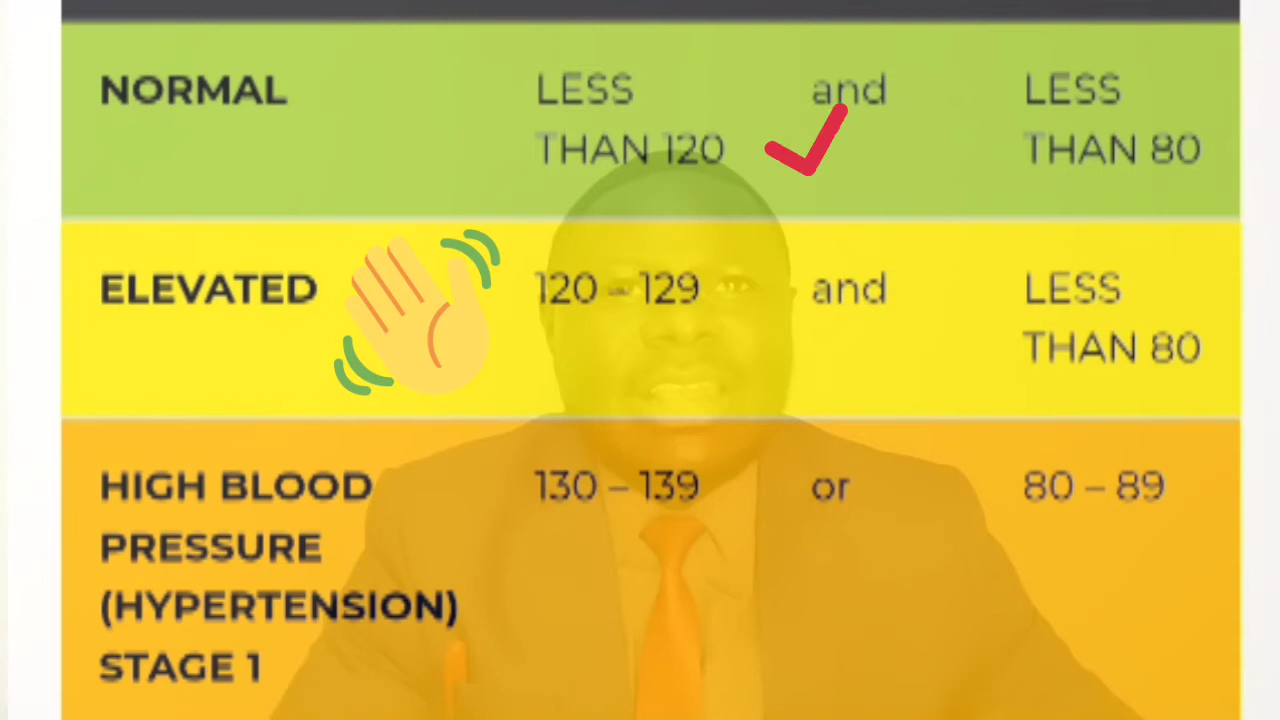 NORMAL LESS and LESS
THAN 120 THAN 80
ELEVATED 120 – 129 and LESS
THAN 80
HIGH BLOOD 130 – 139 or 80 – 89
PRESSURE
(HYPERTENSION)
STAGE 1